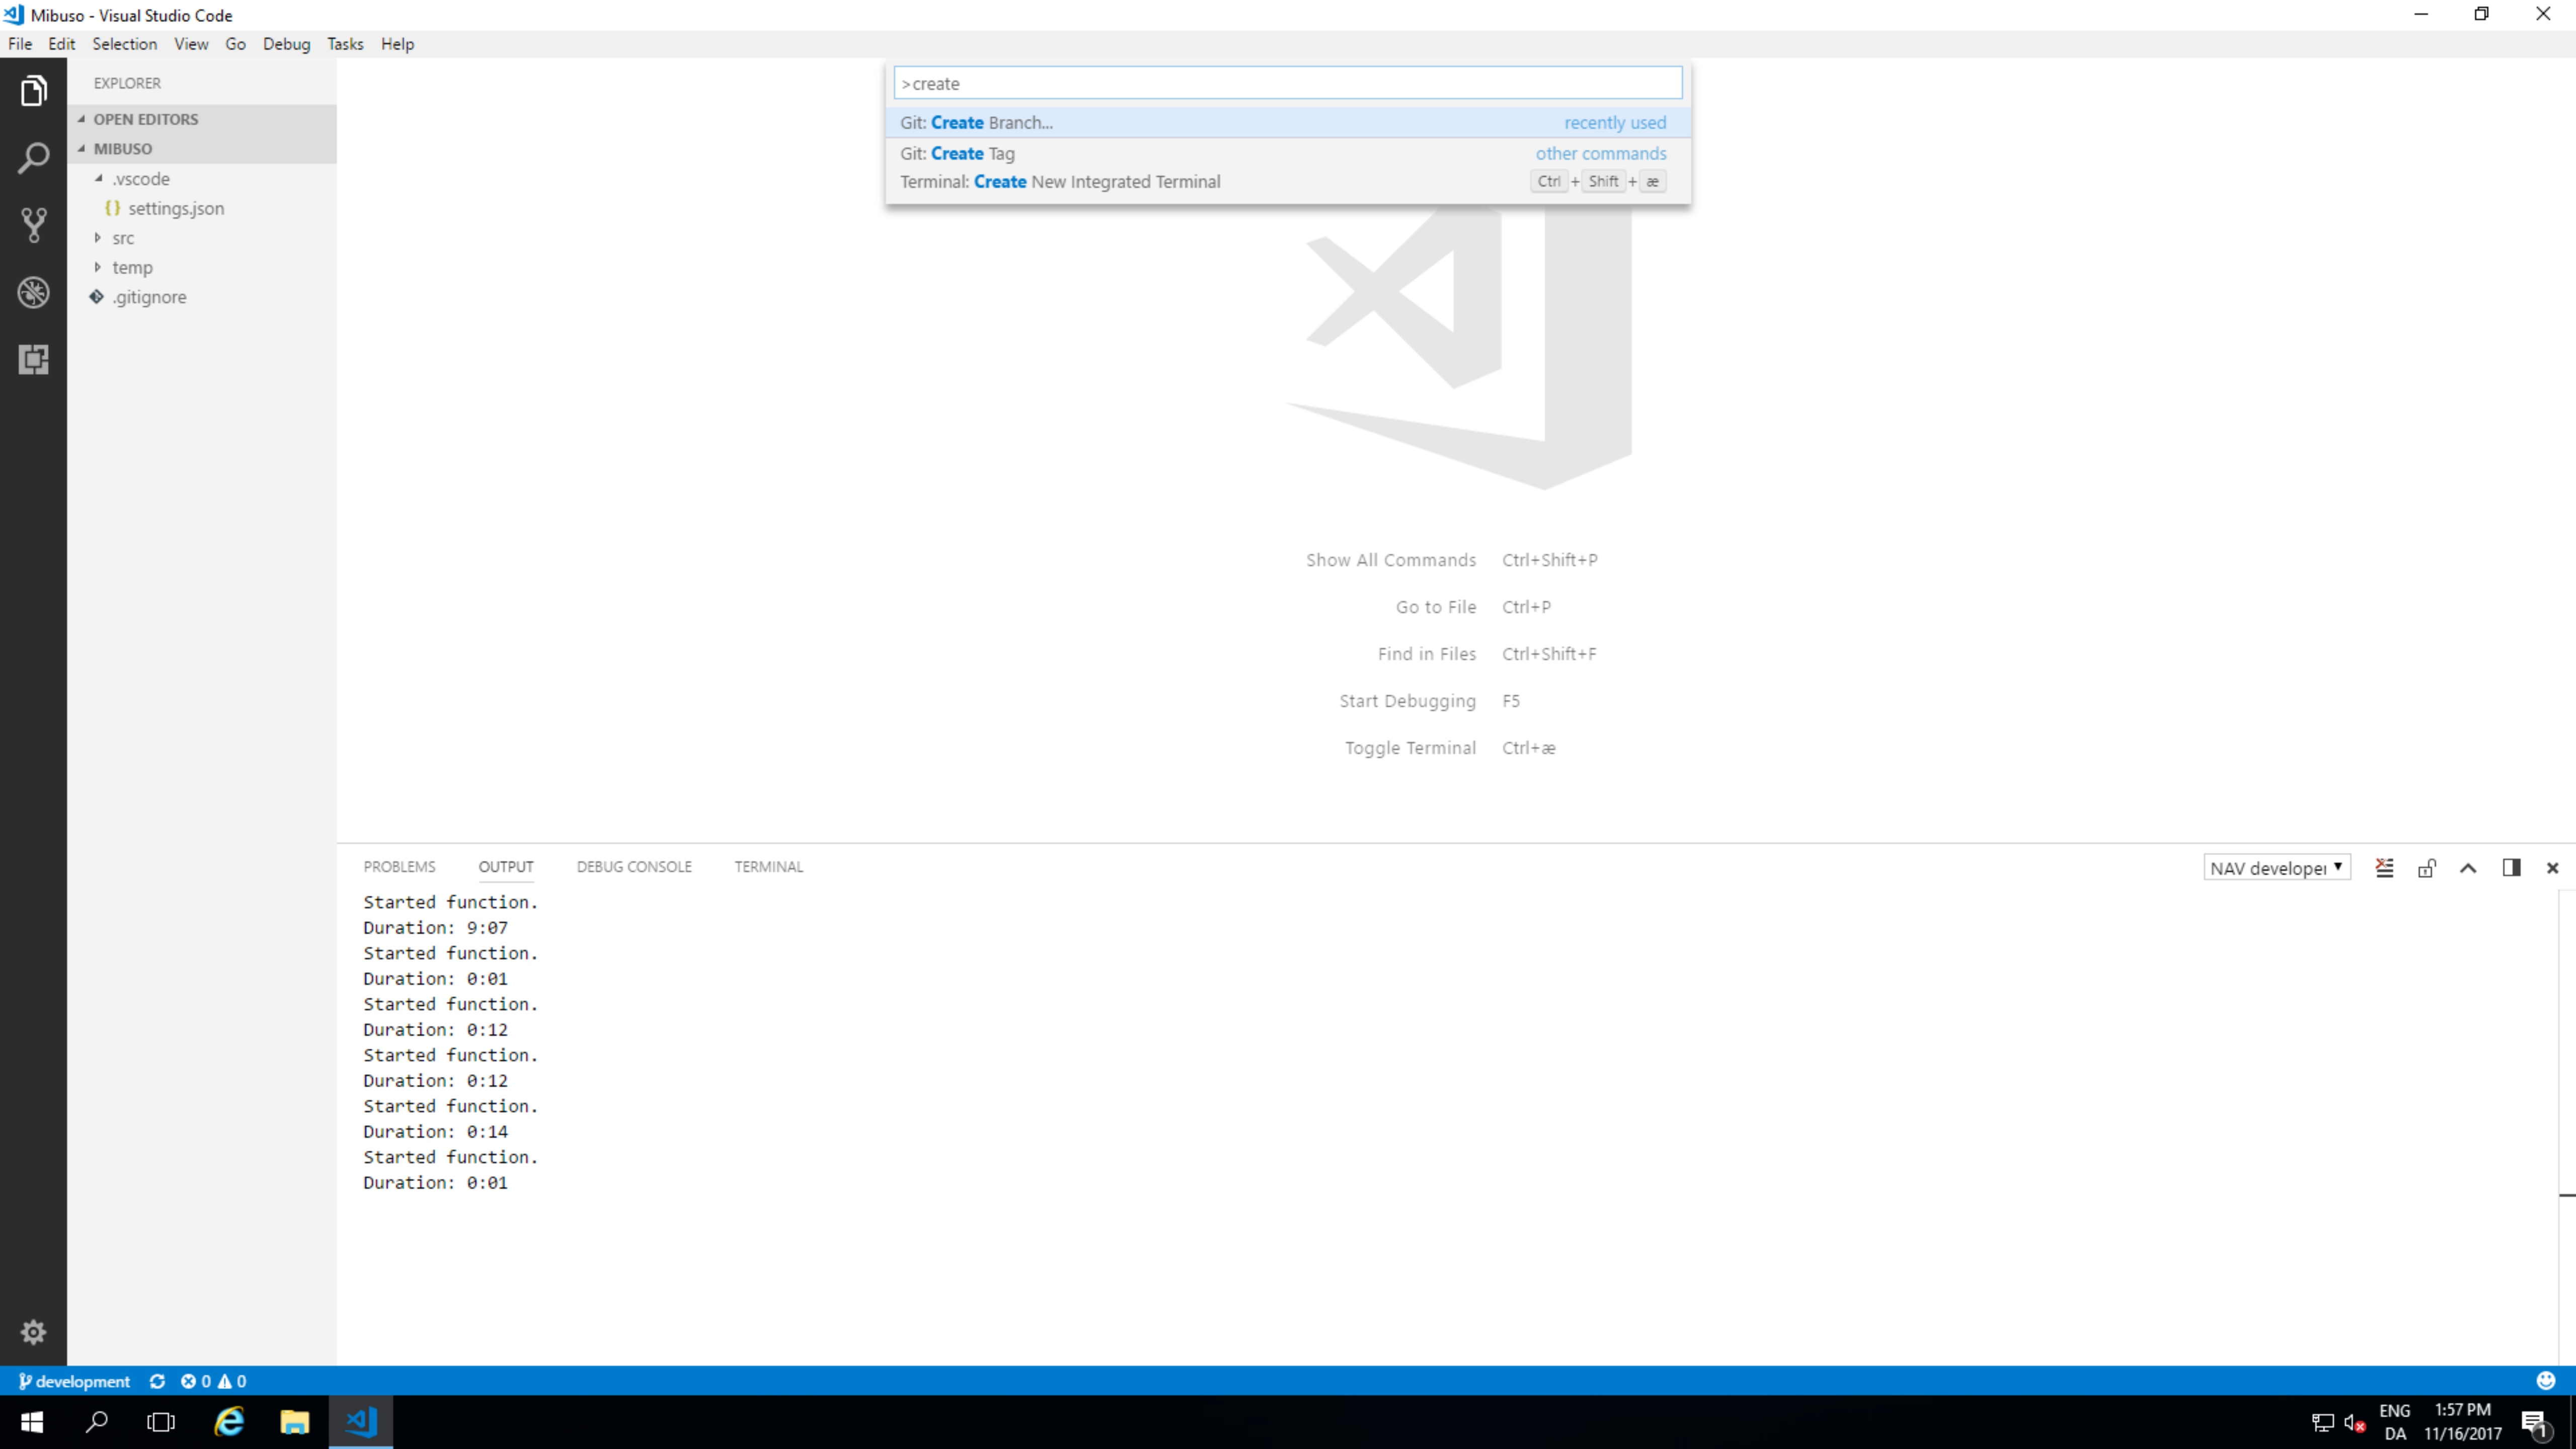 Mibuso - Visual Studio Code
File Edit Selection View Go Debug Tasks Help
EXPLORER
OPEN EDITORS
MIBUSO
.vscode
{} settings.json
src
temp
.gitignore
>create
Git: Create Branch... recently used
Git: Create Tag other commands
Terminal: Create New Integrated Terminal Ctrl + Shift + æ
Show All Commands Ctrl+Shift+P
Go to File Ctrl+P
Find in Files Ctrl+Shift+F
Start Debugging F5
Toggle Terminal Ctrl+æ
PROBLEMS OUTPUT DEBUG CONSOLE TERMINAL NAV developer
Started function.
Duration: 9:07
Started function.
Duration: 0:01
Started function.
Duration: 0:12
Started function.
Duration: 0:12
Started function.
Duration: 0:14
Started function.
Duration: 0:01
development 0 0
ENG 1:57 PM
DA 11/16/2017 1